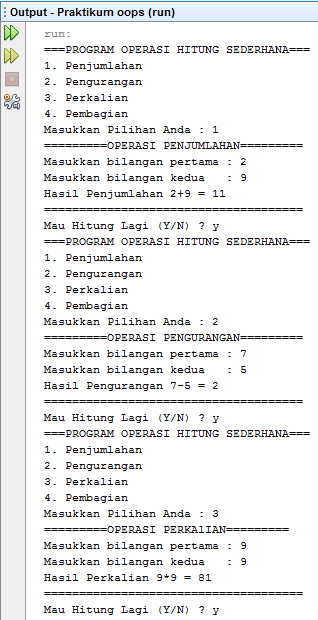 Output - Praktikum oops (run)
run:
===PROGRAM OPERASI HITUNG SEDERHANA===
1. Penjumlahan
2. Pengurangan
3. Perkalian
4. Pembagian
Masukkan Pilihan Anda : 1
=========OPERASI PENJUMLAHAN=========
Masukkan bilangan pertama : 2
Masukkan bilangan kedua   : 9
Hasil Penjumlahan 2+9 = 11
=====================================
Mau Hitung Lagi (Y/N) ? y
===PROGRAM OPERASI HITUNG SEDERHANA===
1. Penjumlahan
2. Pengurangan
3. Perkalian
4. Pembagian
Masukkan Pilihan Anda : 2
=========OPERASI PENGURANGAN=========
Masukkan bilangan pertama : 7
Masukkan bilangan kedua   : 5
Hasil Pengurangan 7-5 = 2
=====================================
Mau Hitung Lagi (Y/N) ? y
===PROGRAM OPERASI HITUNG SEDERHANA===
1. Penjumlahan
2. Pengurangan
3. Perkalian
4. Pembagian
Masukkan Pilihan Anda : 3
=========OPERASI PERKAlIAN=========
Masukkan bilangan pertama : 9
Masukkan bilangan kedua   : 9
Hasil Perkalian 9*9 = 81
=====================================
Mau Hitung Lagi (Y/N) ? y